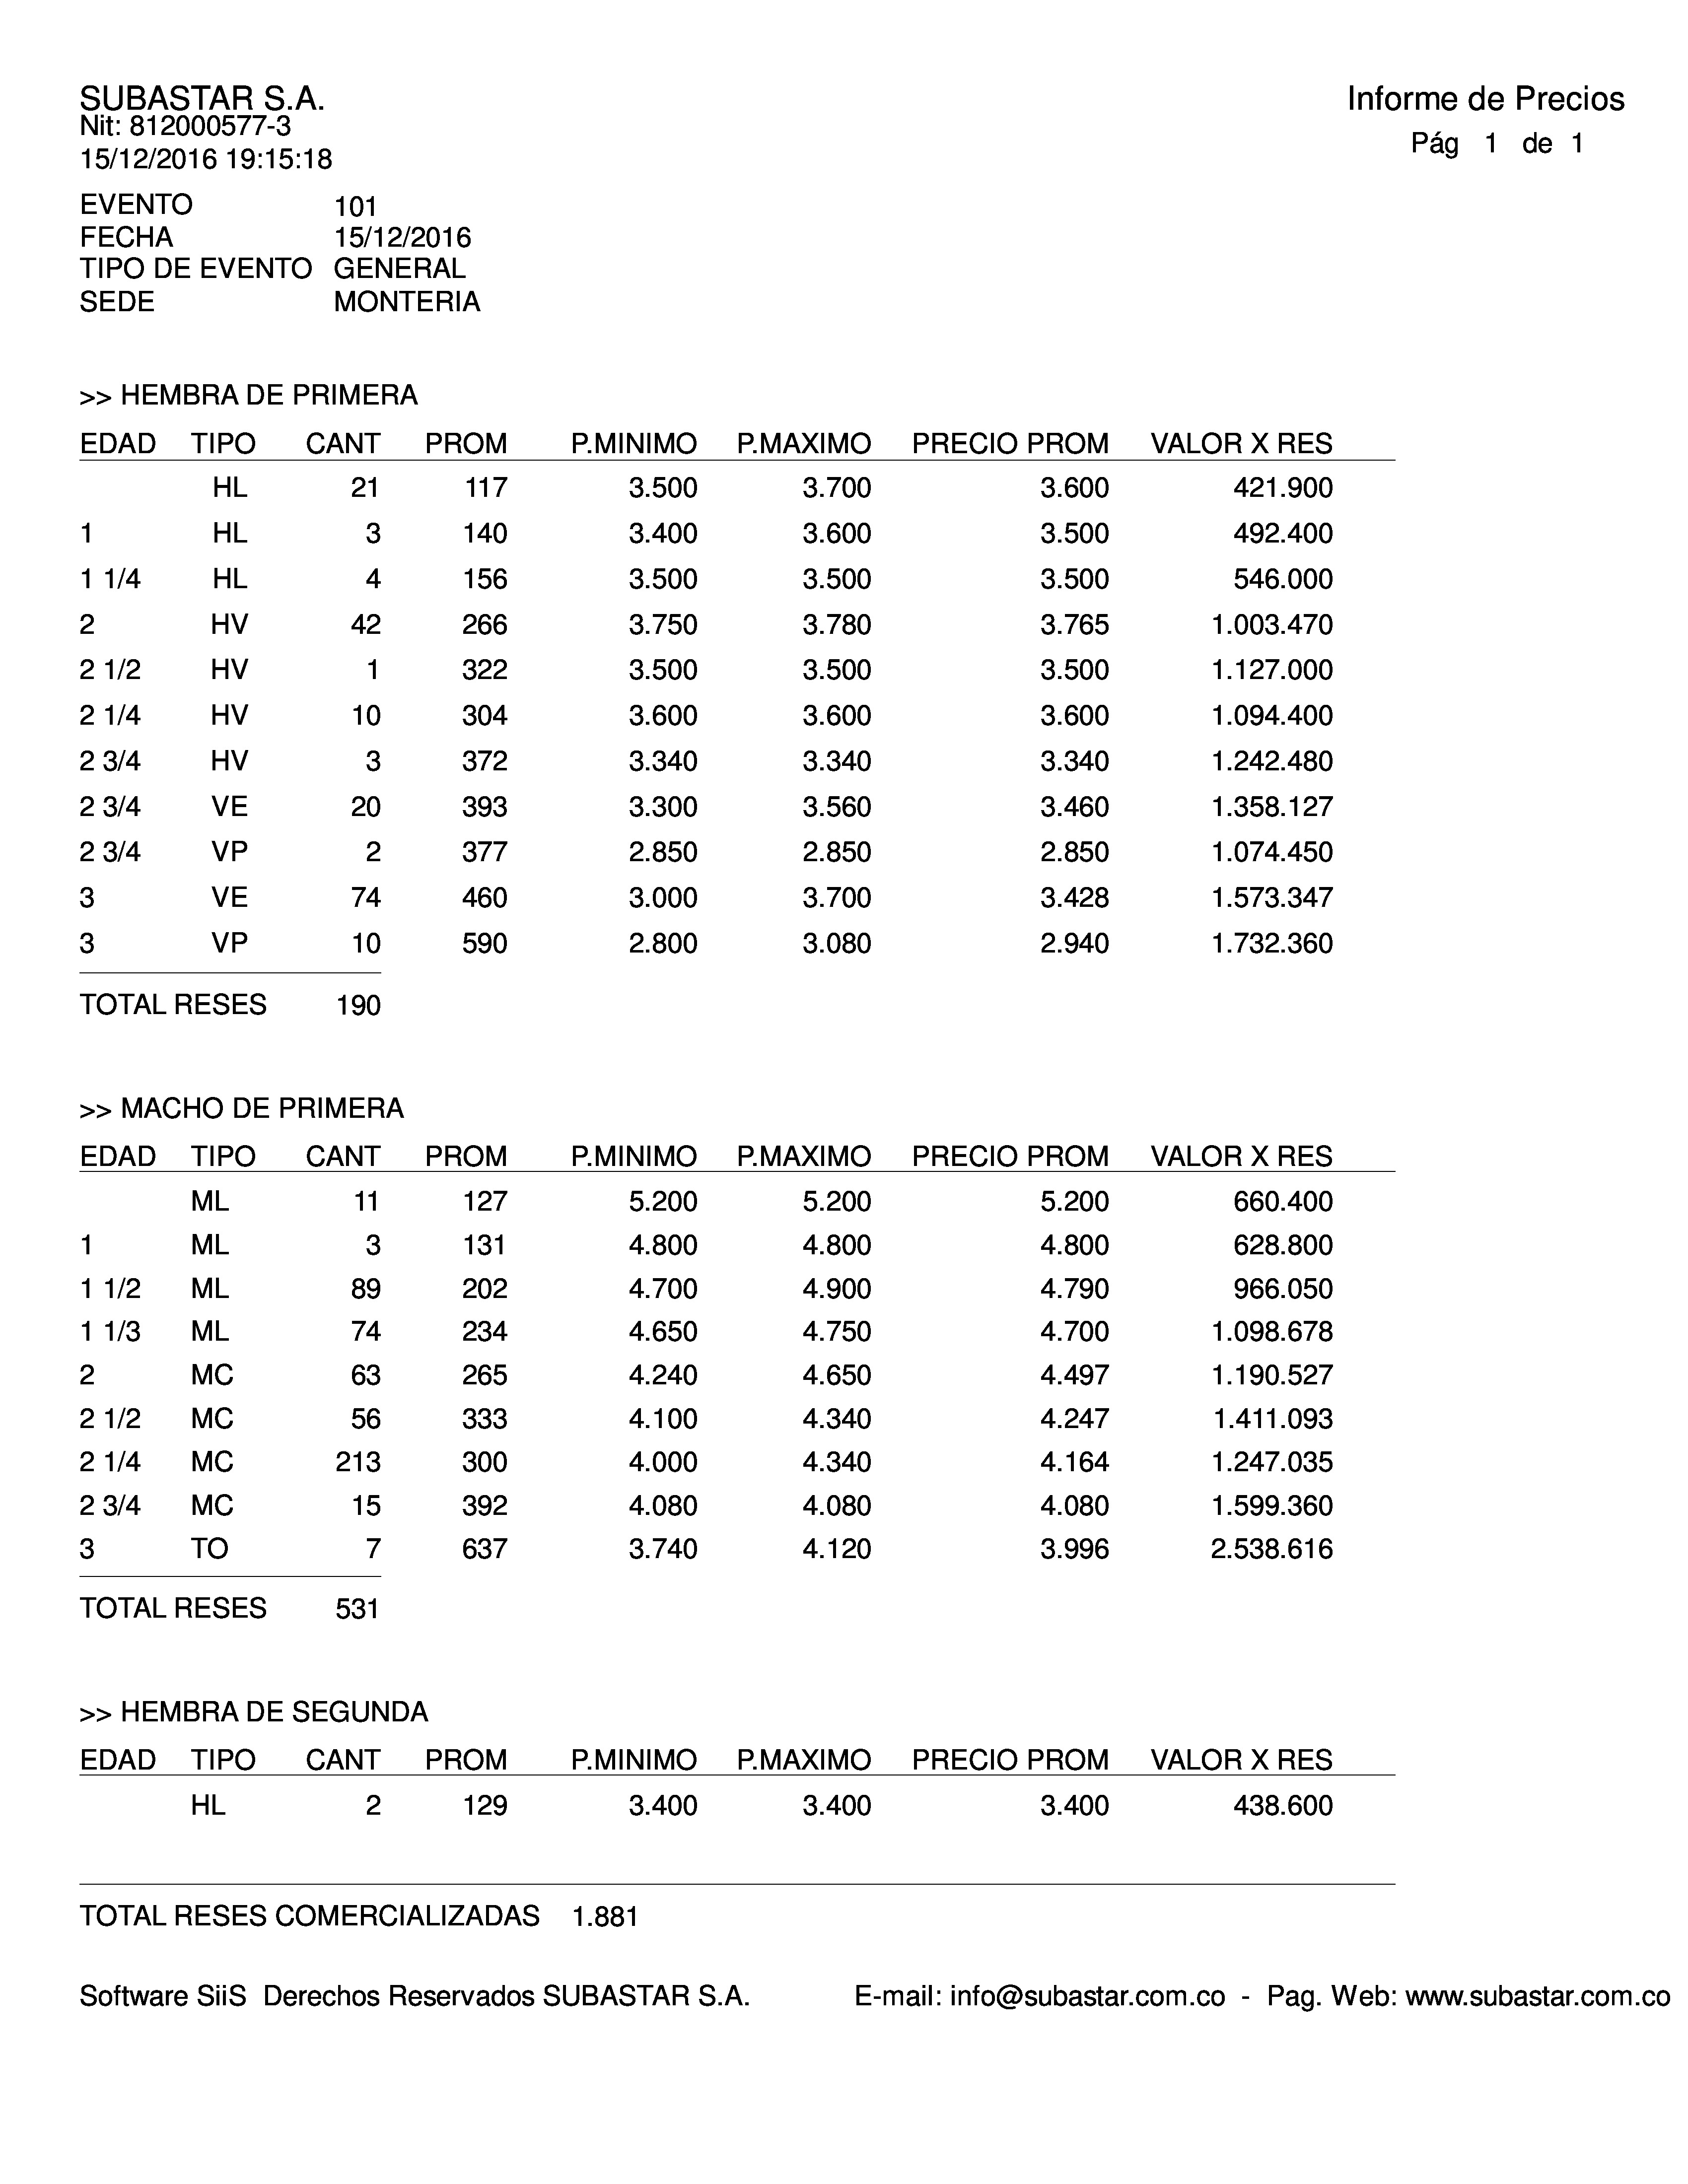 SUBASTAR S.A. Informe de Precios
Nit: 812000577-3
15/12/2016 19:15:18 Pág 1 de 1
EVENTO 101
FECHA 15/12/2016
TIPO DE EVENTO GENERAL
SEDE MONTERIA
>> HEMBRA DE PRIMERA
EDAD TIPO CANT PROM P.MINIMO P.MAXIMO PRECIO PROM VALOR X RES
HL 21 117 3.500 3.700 3.600 421.900
1 HL 3 140 3.400 3.600 3.500 492.400
1 1/4 HL 4 156 3.500 3.500 3.500 546.000
2 HV 42 266 3.750 3.780 3.765 1.003.470
2 1/2 HV 1 322 3.500 3.500 3.500 1.127.000
2 1/4 HV 10 304 3.600 3.600 3.600 1.094.400
2 3/4 HV 3 372 3.340 3.340 3.340 1.242.480
2 3/4 VE 20 393 3.300 3.560 3.460 1.358.127
2 3/4 VP 2 377 2.850 2.850 2.850 1.074.450
3 VE 74 460 3.000 3.700 3.428 1.573.347
3 VP 10 590 2.800 3.080 2.940 1.732.360
TOTAL RESES 190
>> MACHO DE PRIMERA
EDAD TIPO CANT PROM P.MINIMO P.MAXIMO PRECIO PROM VALOR X RES
ML 11 127 5.200 5.200 5.200 660.400
1 ML 3 131 4.800 4.800 4.800 628.800
1 1/2 ML 89 202 4.700 4.900 4.790 966.050
1 1/3 ML 74 234 4.650 4.750 4.700 1.098.678
2 MC 63 265 4.240 4.650 4.497 1.190.527
2 1/2 MC 56 333 4.100 4.340 4.247 1.411.093
2 1/4 MC 213 300 4.000 4.340 4.164 1.247.035
2 3/4 MC 15 392 4.080 4.080 4.080 1.599.360
3 TO 7 637 3.740 4.120 3.996 2.538.616
TOTAL RESES 531
>> HEMBRA DE SEGUNDA
EDAD TIPO CANT PROM P.MINIMO P.MAXIMO PRECIO PROM VALOR X RES
HL 2 129 3.400 3.400 3.400 438.600
TOTAL RESES COMERCIALIZADAS 1.881
Software SiiS Derechos Reservados SUBASTAR S.A. E-mail: info@subastar.com.co - Pag. Web: www.subastar.com.co